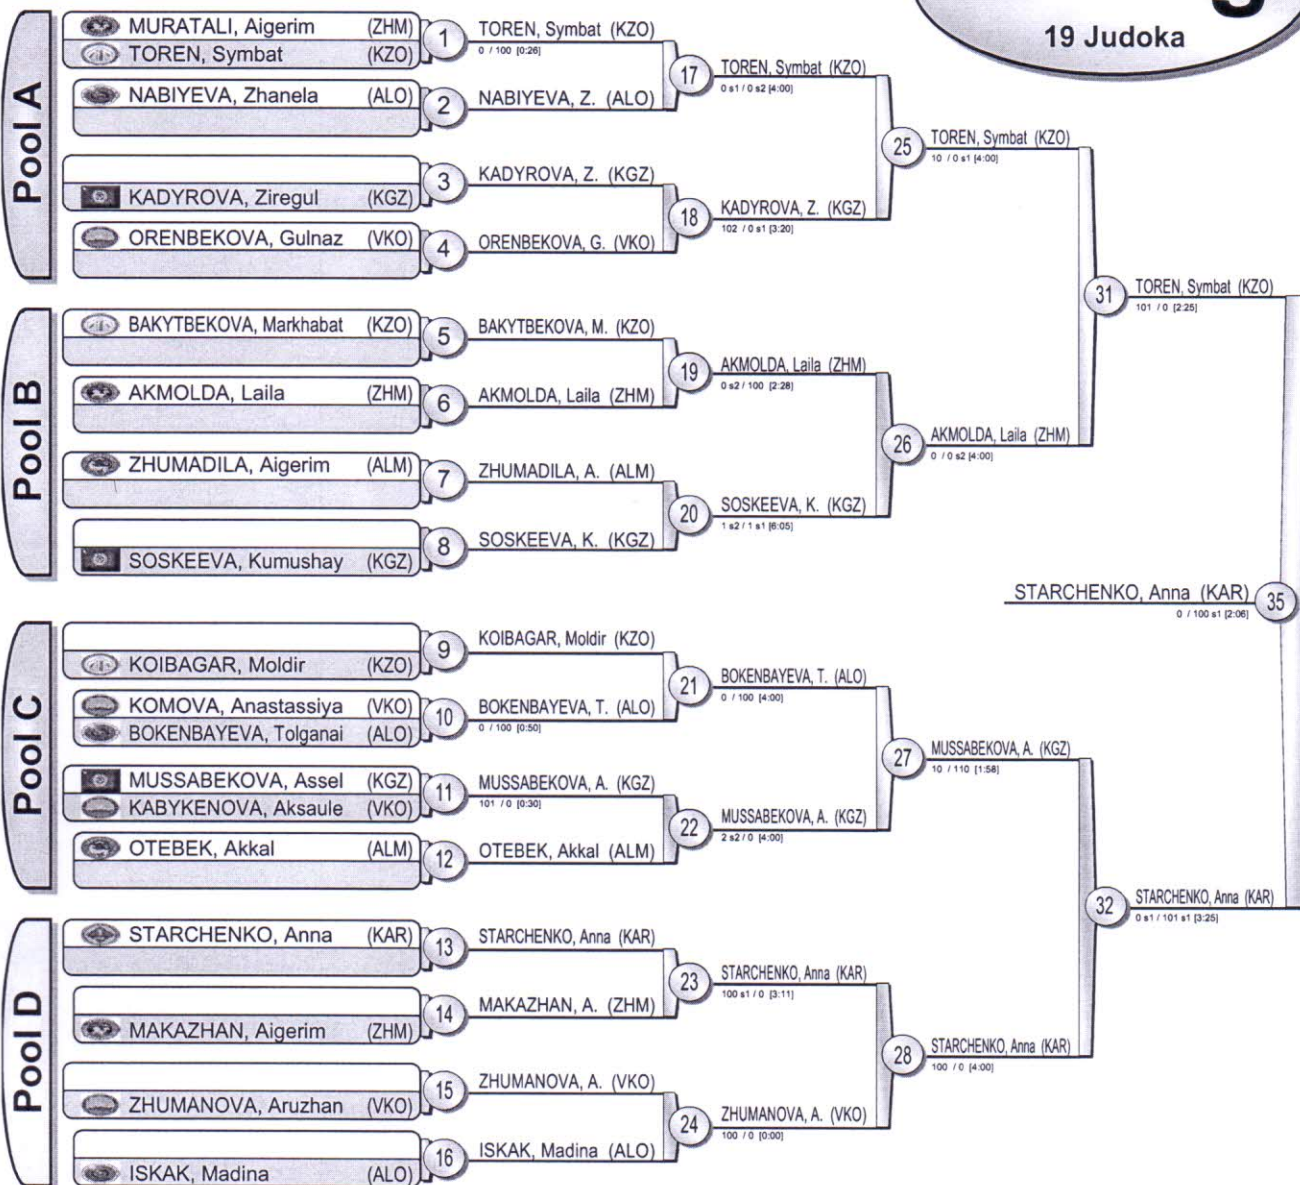 19 Judoka
Pool A
MURATALI, Aigerim (ZHM)
TOREN, Symbat (KZO)
1
NABIYEVA, Zhanela (ALO)
2
KADYROVA, Ziregul (KGZ)
3
ORENBEKOVA, Gulnaz (VKO)
4
TOREN, Symbat (KZO)
0 / 100 [0:26]
NABIYEVA, Z. (ALO)
17
KADYROVA, Z. (KGZ)
ORENBEKOVA, G. (VKO)
18
TOREN, Symbat (KZO)
0 s1 / 0 s2 [4:00]
KADYROVA, Z. (KGZ)
102 / 0 s1 [3:20]
25
TOREN, Symbat (KZO)
10 / 0 s1 [4:00]
Pool B
BAKYTBEKOVA, Markhabat (KZO)
5
AKMOLDA, Laila (ZHM)
6
ZHUMADILA, Aigerim (ALM)
7
SOSKEEVA, Kumushay (KGZ)
8
BAKYTBEKOVA, M. (KZO)
AKMOLDA, Laila (ZHM)
19
ZHUMADILA, A. (ALM)
SOSKEEVA, K. (KGZ)
20
AKMOLDA, Laila (ZHM)
0 s2 / 100 [2:28]
SOSKEEVA, K. (KGZ)
1 s2 / 1 s1 [6:05]
26
AKMOLDA, Laila (ZHM)
0 / 0 s2 [4:00]
31
TOREN, Symbat (KZO)
101 / 0 [2:25]
Pool C
KOIBAGAR, Moldir (KZO)
9
KOMOVA, Anastassiya (VKO)
BOKENBAYEVA, Tolganai (ALO)
10
MUSSABEKOVA, Assel (KGZ)
KABYKENOVA, Aksaule (VKO)
11
OTEBEK, Akkal (ALM)
12
KOIBAGAR, Moldir (KZO)
BOKENBAYEVA, T. (ALO)
0 / 100 [0:50]
21
MUSSABEKOVA, A. (KGZ)
101 / 0 [0:30]
OTEBEK, Akkal (ALM)
22
BOKENBAYEVA, T. (ALO)
0 / 100 [4:00]
MUSSABEKOVA, A. (KGZ)
2 s2 / 0 [4:00]
27
MUSSABEKOVA, A. (KGZ)
10 / 110 [1:58]
Pool D
STARCHENKO, Anna (KAR)
13
MAKAZHAN, Aigerim (ZHM)
14
ZHUMANOVA, Aruzhan (VKO)
15
ISKAK, Madina (ALO)
16
STARCHENKO, Anna (KAR)
MAKAZHAN, A. (ZHM)
23
ZHUMANOVA, A. (VKO)
ISKAK, Madina (ALO)
24
STARCHENKO, Anna (KAR)
100 s1 / 0 [3:11]
ZHUMANOVA, A. (VKO)
100 / 0 [0:00]
28
STARCHENKO, Anna (KAR)
100 / 0 [4:00]
32
STARCHENKO, Anna (KAR)
0 s1 / 101 s1 [3:25]
STARCHENKO, Anna (KAR)
0 / 100 s1 [2:06]
35